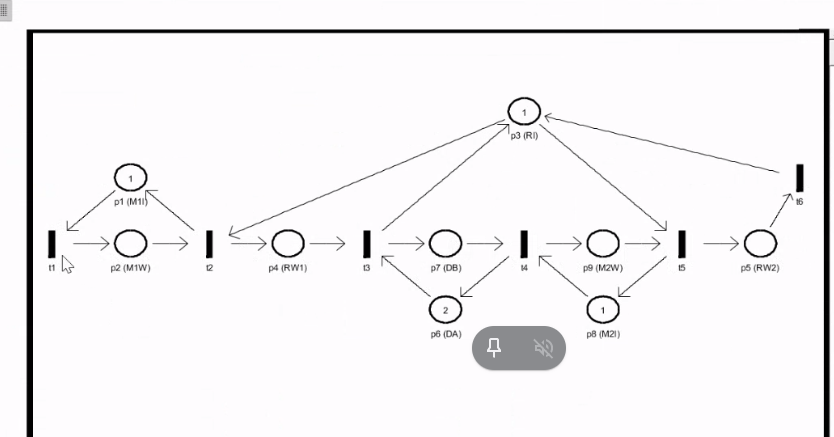 1
p3 (RI)
1
p1 (M1I)
t6
t1
p2 (M1W)
t2
p4 (RW1)
t3
p7 (DB)
t4
p9 (M2W)
t5
p5 (RW2)
2
p6 (DA)
1
p8 (M2I)